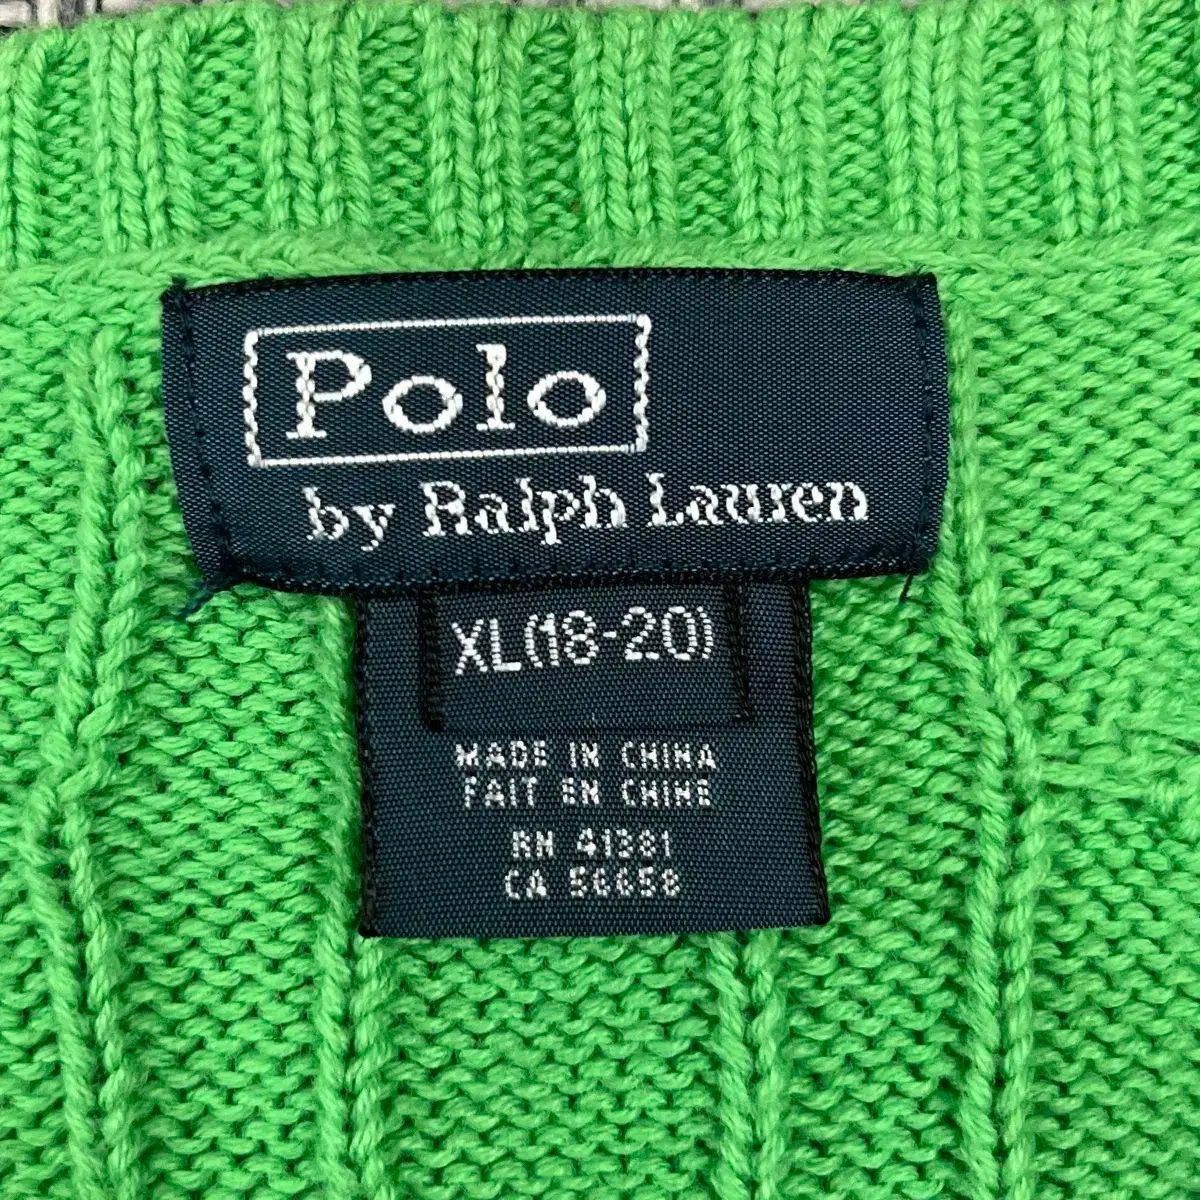 Polo
by Ralph Lauren
XL(18-20)
MADE IN CHINA
FAIT EN CHINE
RN 41381
CA 56658